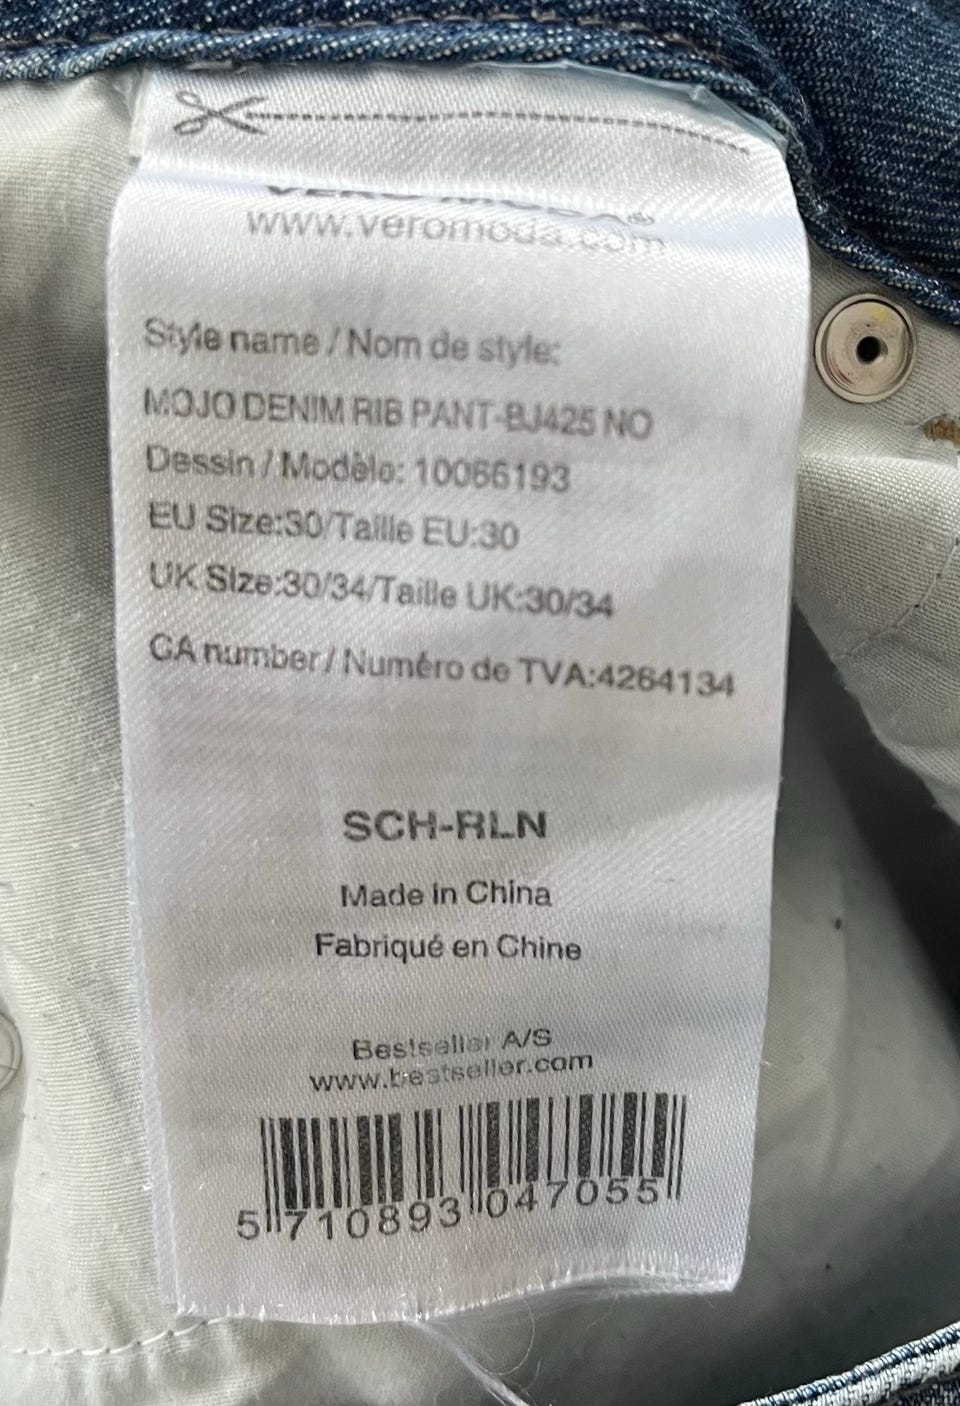 VERO MODA®
www.veromoda.com
Style name / Nom de style:
MOJO DENIM RIB PANT-BJ425 NO
Dessin / Modèle: 10066193
EU Size:30/Taille EU:30
UK Size:30/34/Taille UK:30/34
CA number / Numéro de TVA:4264134
SCH-RLN
Made in China
Fabriqué en Chine
Bestseller A/S
www.bestseller.com
5 710893 047055